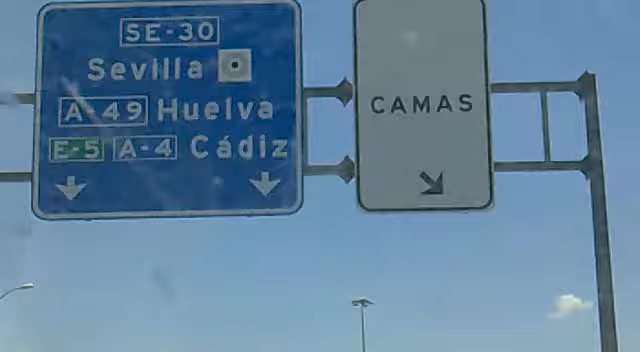 SE-30
Sevilla
A-49 Huelva
E-5 A-4 Cádiz
CAMAS